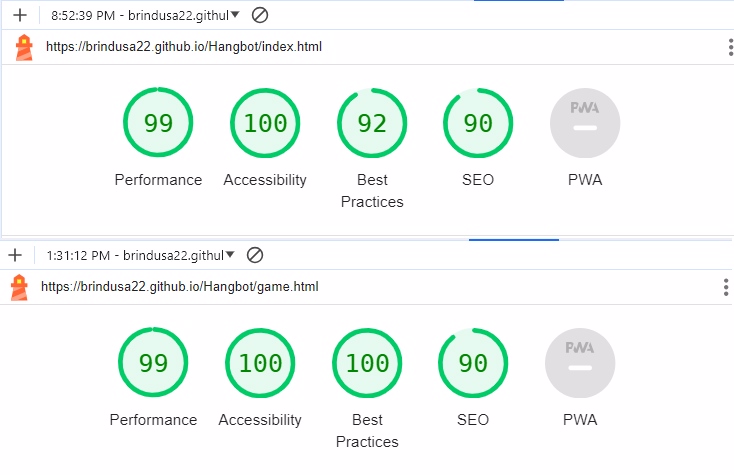 8:52:39 PM - brindusa22.githul
https://brindusa22.github.io/Hangbot/index.html
99 100 92 90 PWA
Performance Accessibility Best Practices SEO PWA
1:31:12 PM - brindusa22.githul
https://brindusa22.github.io/Hangbot/game.html
99 100 100 90 PWA
Performance Accessibility Best Practices SEO PWA